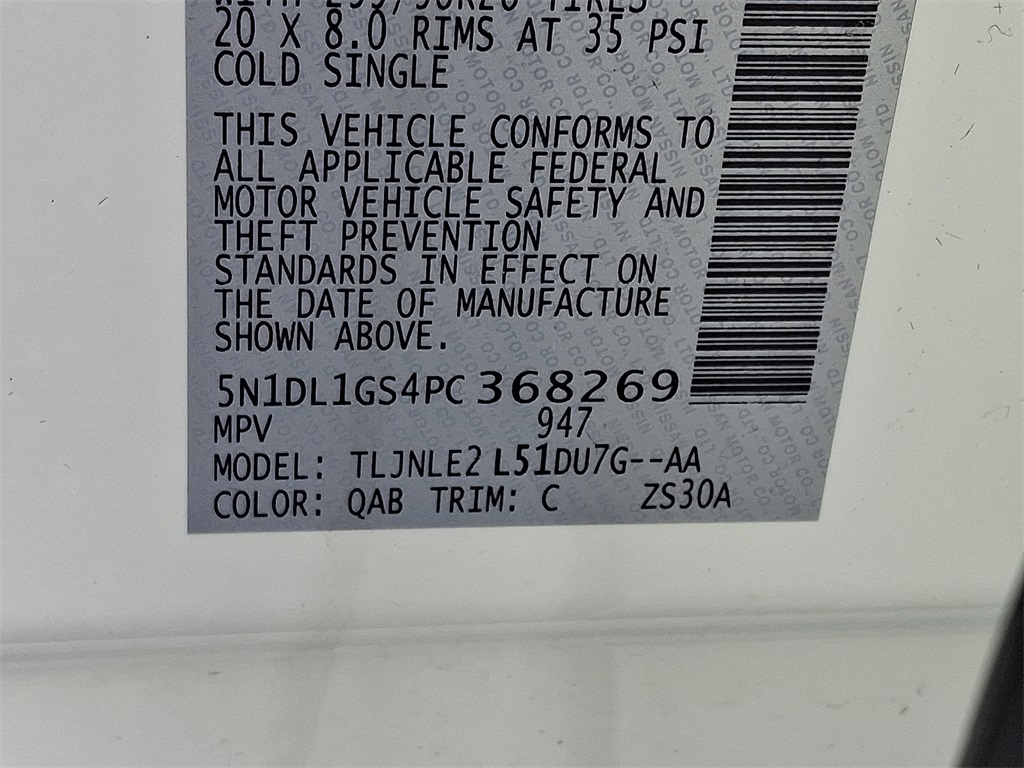 20 X 8.0 RIMS AT 35 PSI
COLD SINGLE
THIS VEHICLE CONFORMS TO
ALL APPLICABLE FEDERAL
MOTOR VEHICLE SAFETY AND
THEFT PREVENTION
STANDARDS IN EFFECT ON
THE DATE OF MANUFACTURE
SHOWN ABOVE.
5N1DL1GS4PC368269
MPV 947
MODEL: TLJNLE2 L51DU7G--AA
COLOR: QAB TRIM: C ZS30A